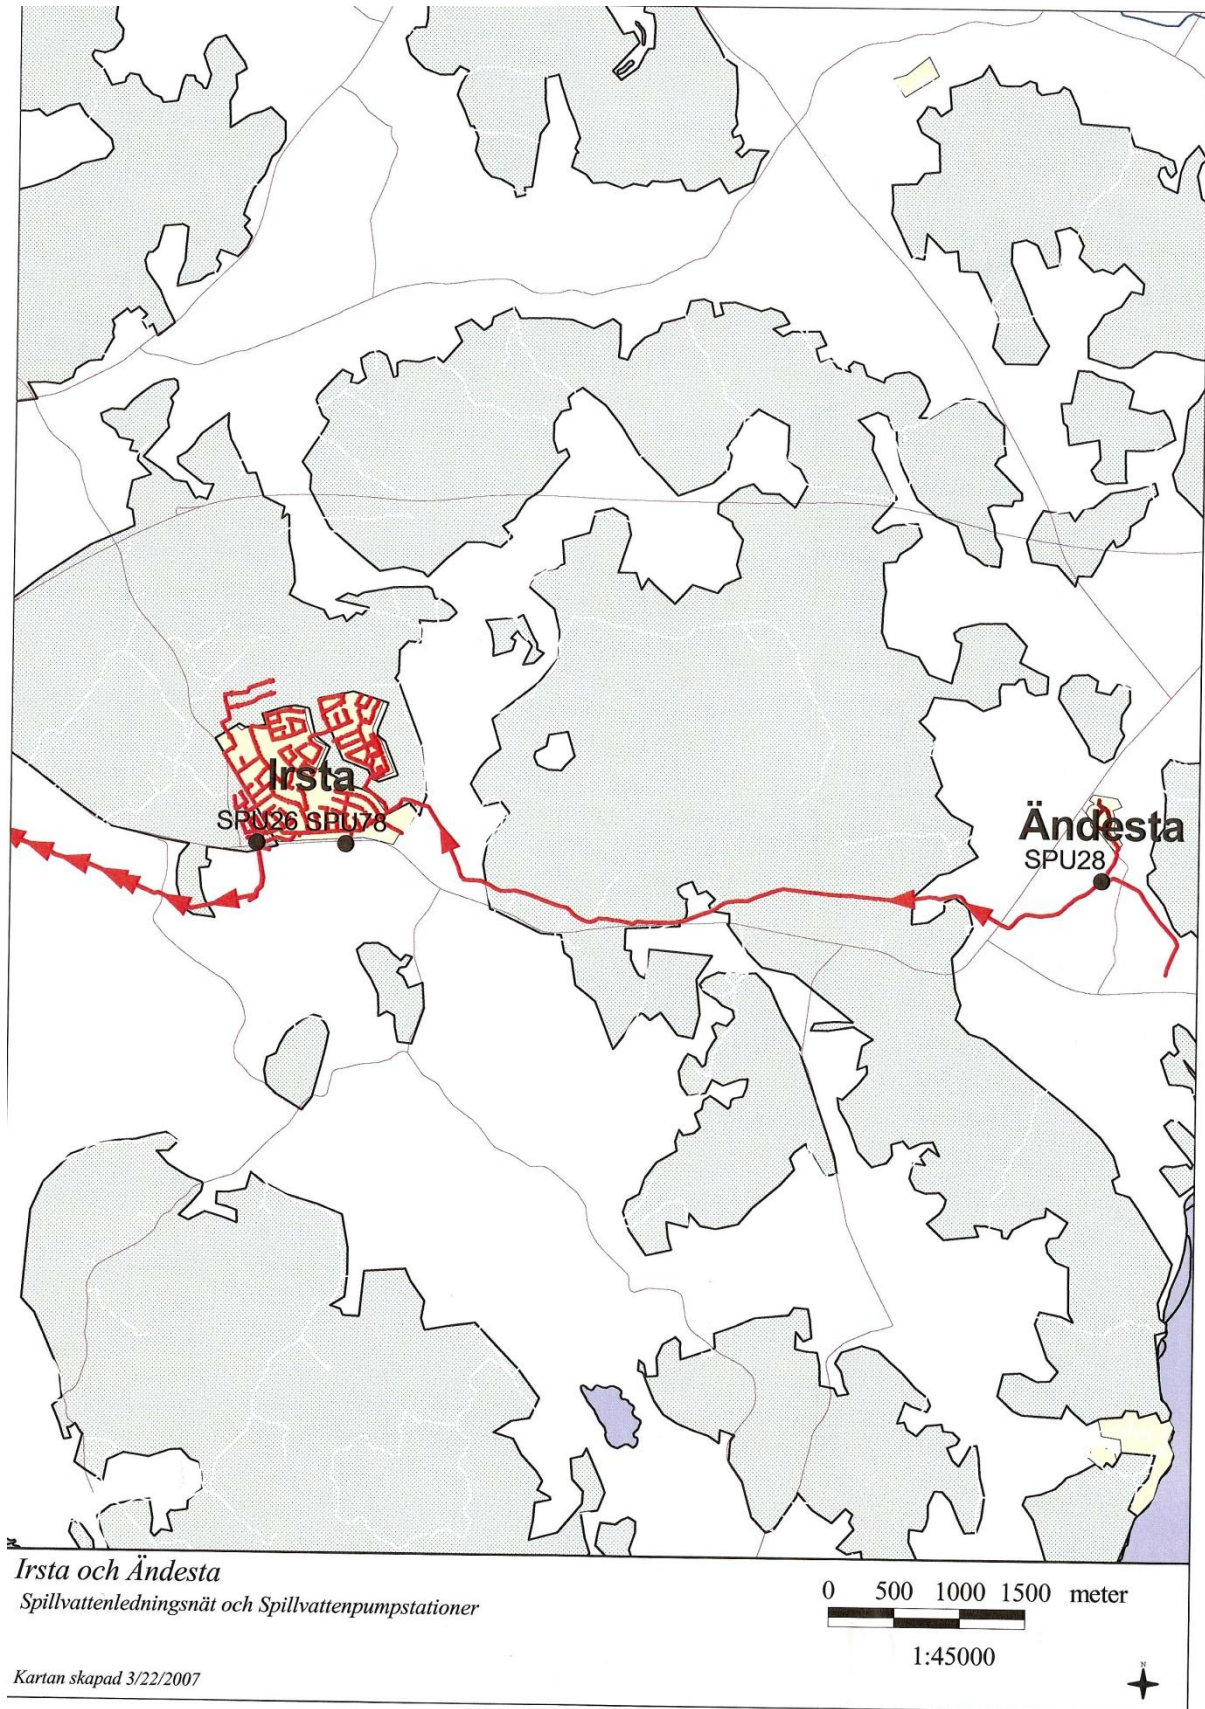 Irsta
SPU26 SPU78
Ändesta
SPU28
Irsta och Ändesta
Spillvattenledningsnät och Spillvattenpumpstationer
0 500 1000 1500 meter
1:45000
Kartan skapad 3/22/2007
N